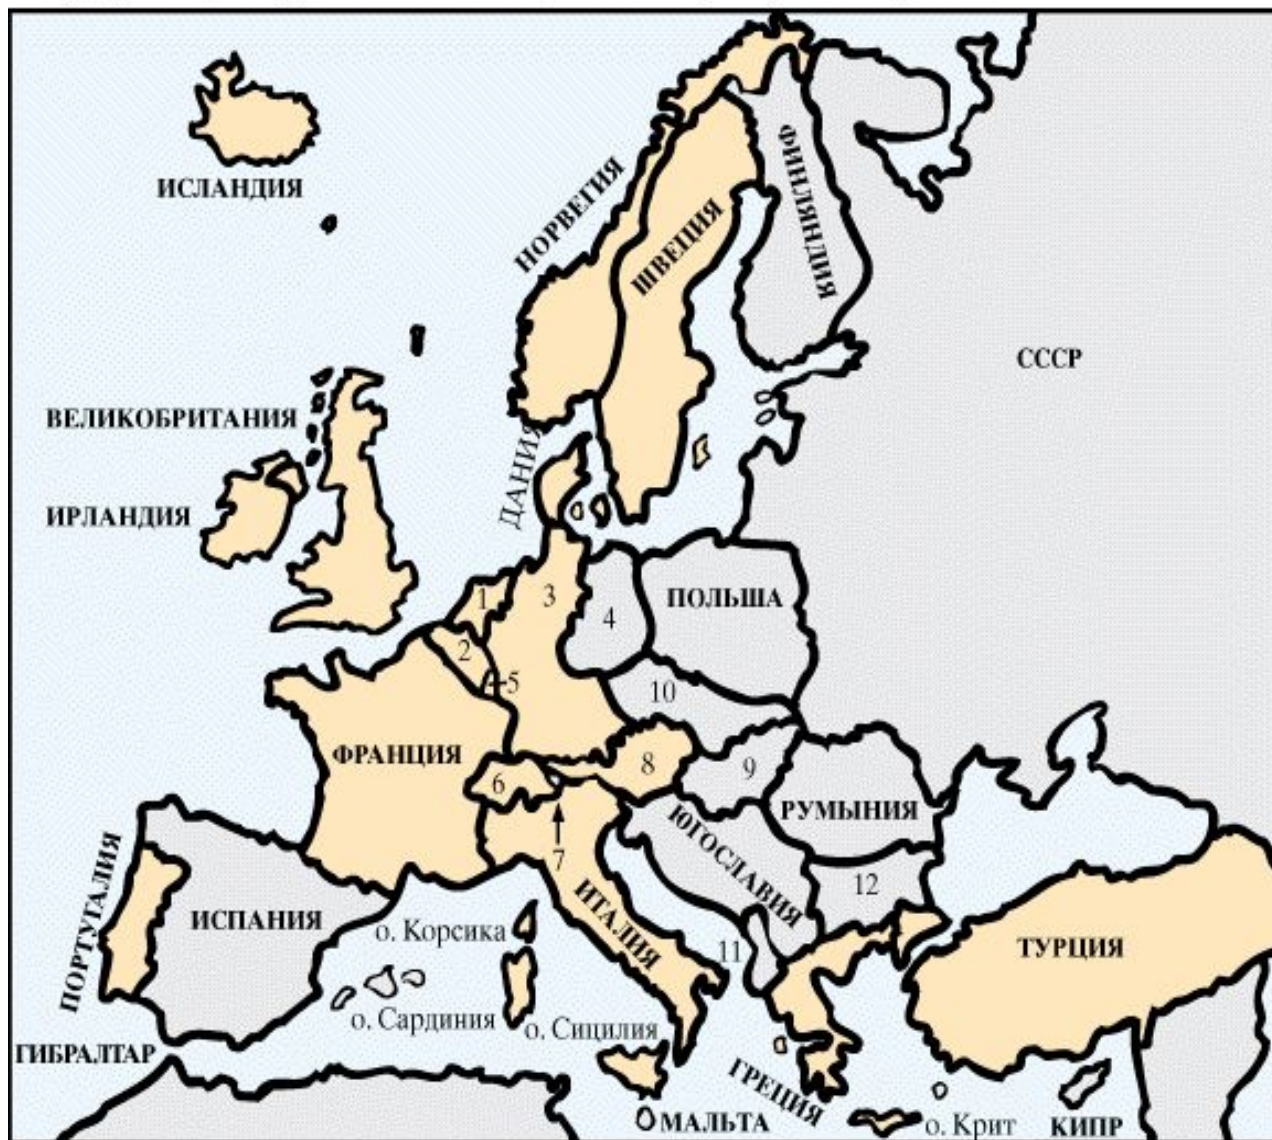 ИСЛАНДИЯ
НОРВЕГИЯ
ШВЕЦИЯ
ФИНЛЯНДИЯ
СССР
ВЕЛИКОБРИТАНИЯ
ИРЛАНДИЯ
ДАНИЯ
1
3
4
ПОЛЬША
2
5
10
ФРАНЦИЯ
6
8
9
РУМЫНИЯ
7
ЮГОСЛАВИЯ
12
ПОРТУГАЛИЯ
ИСПАНИЯ
о. Корсика
ИТАЛИЯ
11
ТУРЦИЯ
о. Сардиния
о. Сицилия
ГИБРАЛТАР
ГРЕЦИЯ
МАЛЬТА
о. Крит
КИПР